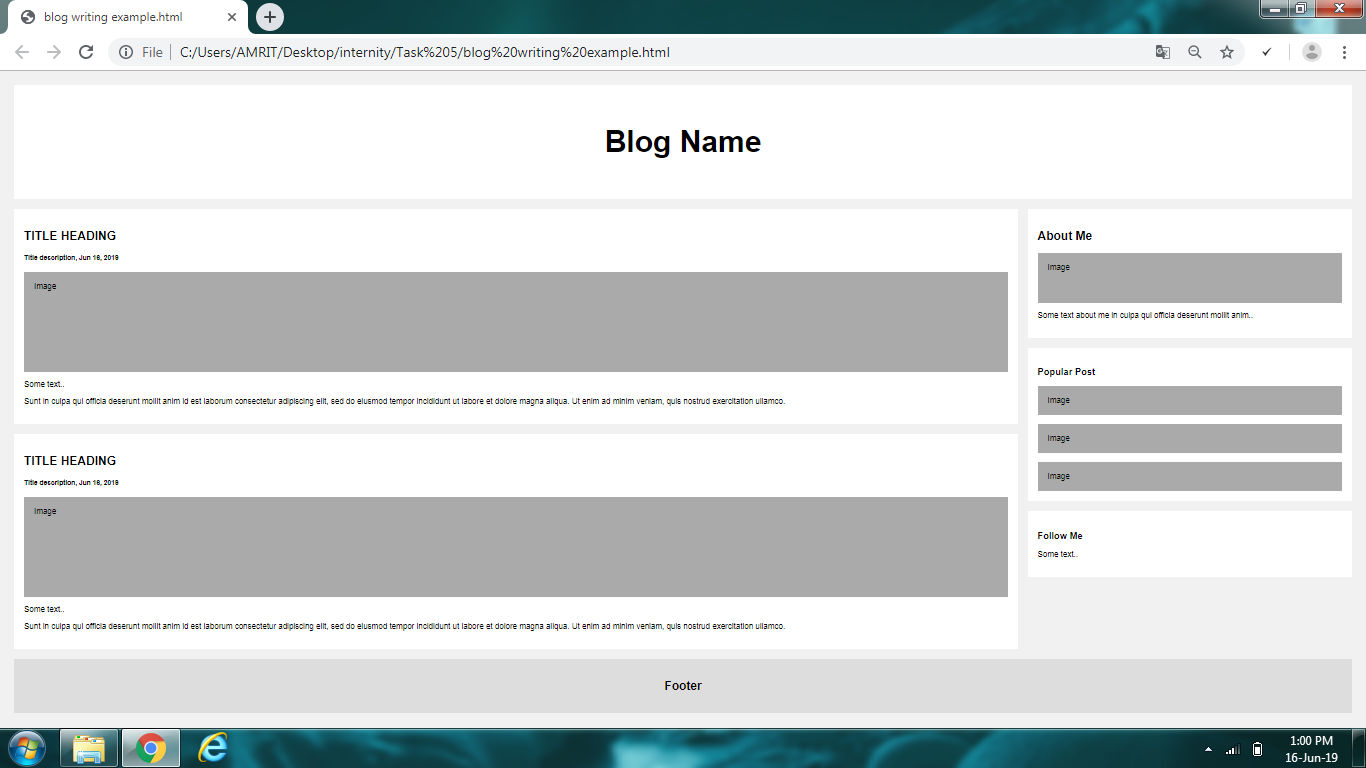 blog writing example.html
File
C:/Users/AMRIT/Desktop/internity/Task%205/blog%20writing%20example.html
Blog Name
TITLE HEADING
Title description, Jun 16, 2019
Image
Some text..
Sunt in culpa qui officia deserunt mollit anim id est laborum consectetur adipiscing elit, sed do eiusmod tempor incididunt ut labore et dolore magna aliqua. Ut enim ad minim veniam, quis nostrud exercitation ullamco.
TITLE HEADING
Title description, Jun 16, 2019
Image
Some text..
Sunt in culpa qui officia deserunt mollit anim id est laborum consectetur adipiscing elit, sed do eiusmod tempor incididunt ut labore et dolore magna aliqua. Ut enim ad minim veniam, quis nostrud exercitation ullamco.
About Me
Image
Some text about me in culpa qui officia deserunt mollit anim..
Popular Post
Image
Image
Image
Follow Me
Some text..
Footer
1:00 PM
16-Jun-19